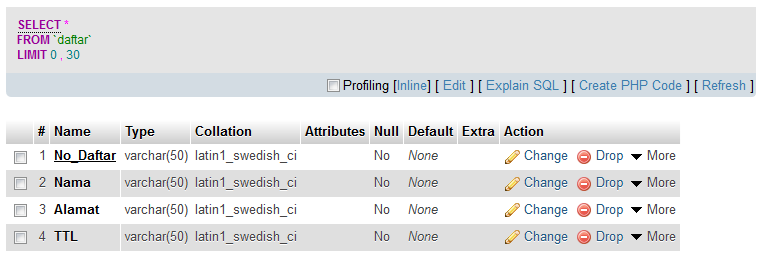 SELECT *
FROM `daftar`
LIMIT 0 , 30
Profiling [Inline] [ Edit ] [ Explain SQL ] [ Create PHP Code ] [ Refresh ]
# Name Type Collation Attributes Null Default Extra Action
1 No_Daftar varchar(50) latin1_swedish_ci No None Change Drop More
2 Nama varchar(50) latin1_swedish_ci No None Change Drop More
3 Alamat varchar(50) latin1_swedish_ci No None Change Drop More
4 TTL varchar(50) latin1_swedish_ci No None Change Drop More